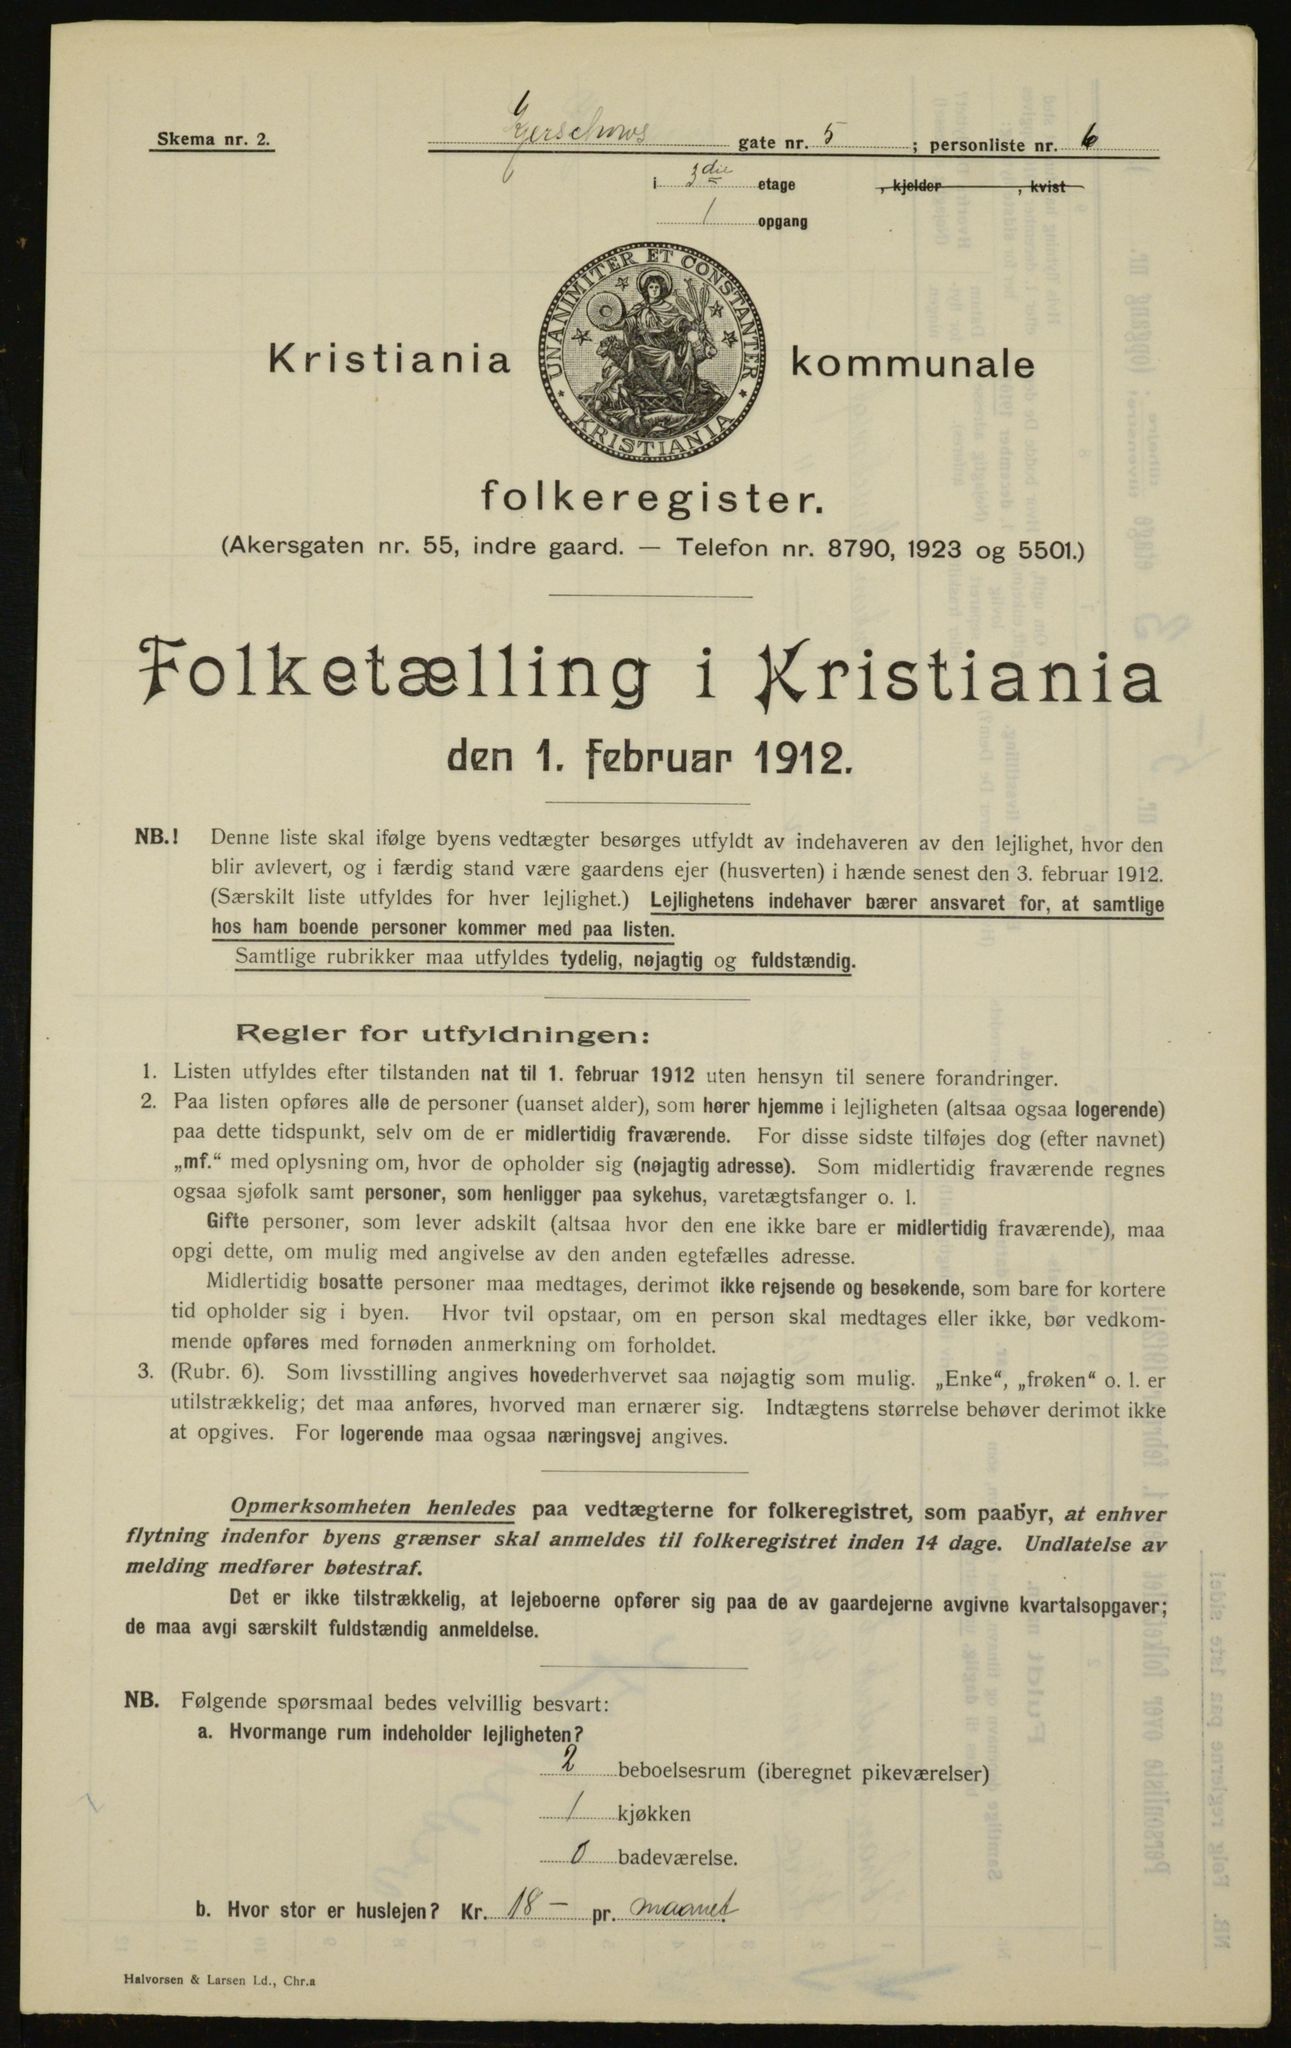 Skema nr. 2.
Gjerschows gate nr. 5 ; personliste nr. 6
i 3die etage , kjelder , kvist
1 opgang
UNANIMITER ET CONSTANTER
KRISTIANIA
Kristiania kommunale
folkeregister.
(Akersgaten nr. 55, indre gaard. — Telefon nr. 8790, 1923 og 5501.)
Folketælling i Kristiania
den 1. februar 1912.
NB.! Denne liste skal ifølge byens vedtægter besørges utfyldt av indehaveren av den lejlighet, hvor den
blir avlevert, og i færdig stand være gaardens ejer (husverten) i hænde senest den 3. februar 1912.
(Særskilt liste utfyldes for hver lejlighet.) Lejlighetens indehaver bærer ansvaret for, at samtlige
hos ham boende personer kommer med paa listen.
Samtlige rubrikker maa utfyldes tydelig, nøjagtig og fuldstændig.
Regler for utfyldningen:
1. Listen utfyldes efter tilstanden nat til 1. februar 1912 uten hensyn til senere forandringer.
2. Paa listen opføres alle de personer (uanset alder), som hører hjemme i lejligheten (altsaa ogsaa logerende)
paa dette tidspunkt, selv om de er midlertidig fraværende. For disse sidste tilføjes dog (efter navnet)
„mf.“ med oplysning om, hvor de opholder sig (nøjagtig adresse). Som midlertidig fraværende regnes
ogsaa sjøfolk samt personer, som henligger paa sykehus, varetægtsfanger o. l.
Gifte personer, som lever adskilt (altsaa hvor den ene ikke bare er midlertidig fraværende), maa
opgi dette, om mulig med angivelse av den anden egtefælles adresse.
Midlertidig bosatte personer maa medtages, derimot ikke rejsende og besøkende, som bare for kortere
tid opholder sig i byen. Hvor tvil opstaar, om en person skal medtages eller ikke, bør vedkom-
mende opføres med fornøden anmerkning om forholdet.
3. (Rubr. 6). Som livsstilling angives hovederhvervet saa nøjagtig som mulig. „Enke“, „frøken“ o. l. er
utilstrækkelig; det maa anføres, hvorved man ernærer sig. Indtægtens størrelse behøver derimot ikke
at opgives. For logerende maa ogsaa næringsvej angives.
Opmerksomheten henledes paa vedtægterne for folkeregistret, som paabyr, at enhver
flytning indenfor byens grænser skal anmeldes til folkeregistret inden 14 dage. Undlatelse av
melding medfører bøtestraf.
Det er ikke tilstrækkelig, at lejeboerne opfører sig paa de av gaardejerne avgivne kvartalsopgaver;
de maa avgi særskilt fuldstændig anmeldelse.
NB. Følgende spørsmaal bedes velvillig besvart:
a. Hvormange rum indeholder lejligheten?
2 beboelsesrum (iberegnet pikeværelser)
1 kjøkken
0 badeværelse.
b. Hvor stor er huslejen? Kr. 18 — pr. maanet.
Halvorsen & Larsen Ld., Chr.a